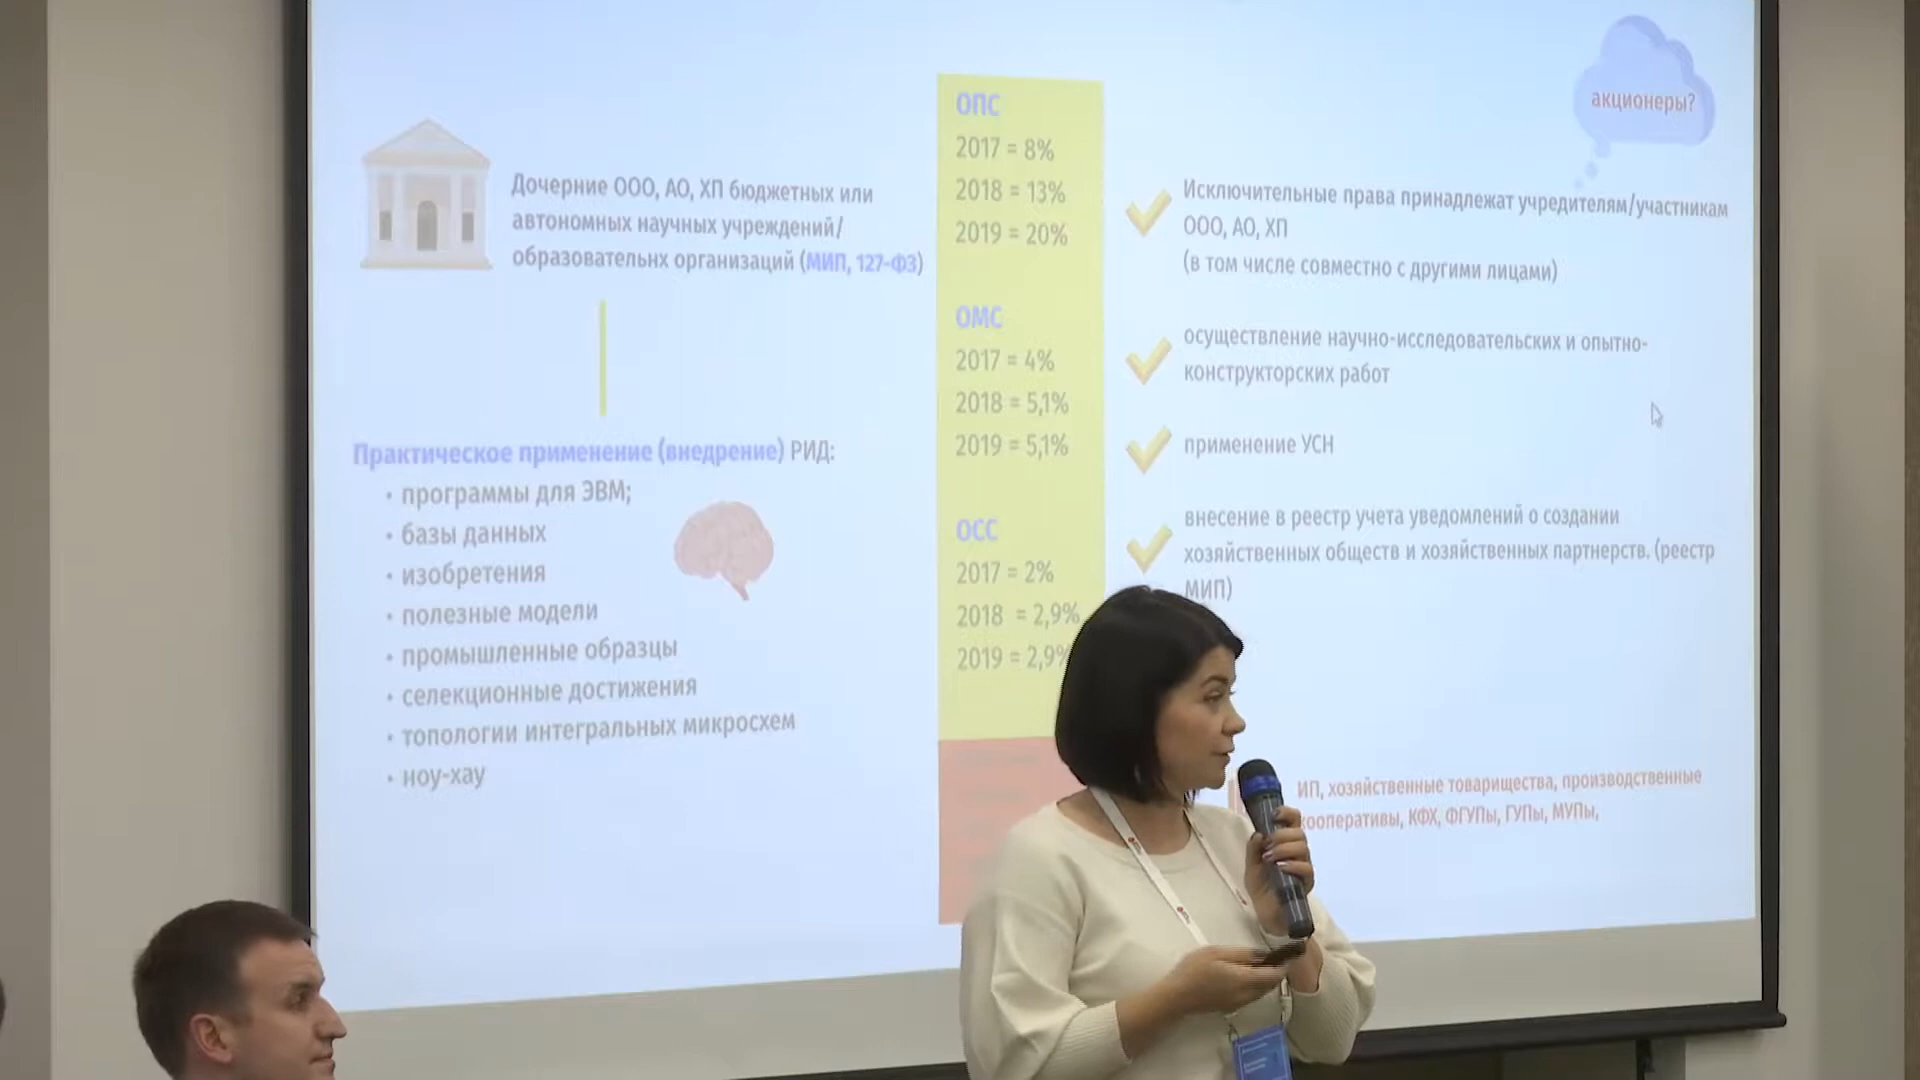 Дочерние ООО, АО, ХП бюджетных или
автономных научных учреждений/
образовательнх организаций (МИП, 127-ФЗ)
Практическое применение (внедрение) РИД:
• программы для ЭВМ;
• базы данных
• изобретения
• полезные модели
• промышленные образцы
• селекционные достижения
• топологии интегральных микросхем
• ноу-хау
ОПС
2017 = 8%
2018 = 13%
2019 = 20%
ОМС
2017 = 4%
2018 = 5,1%
2019 = 5,1%
ОСС
2017 = 2%
2018 = 2,9%
2019 = 2,9%
акционеры?
Исключительные права принадлежат учредителям/участникам
ООО, АО, ХП
(в том числе совместно с другими лицами)
осуществление научно-исследовательских и опытно-
конструкторских работ
применение УСН
внесение в реестр учета уведомлений о создании
хозяйственных обществ и хозяйственных партнерств. (реестр
МИП)
ИП, хозяйственные товарищества, производственные
кооперативы, КФХ, ФГУПы, ГУПы, МУПы,